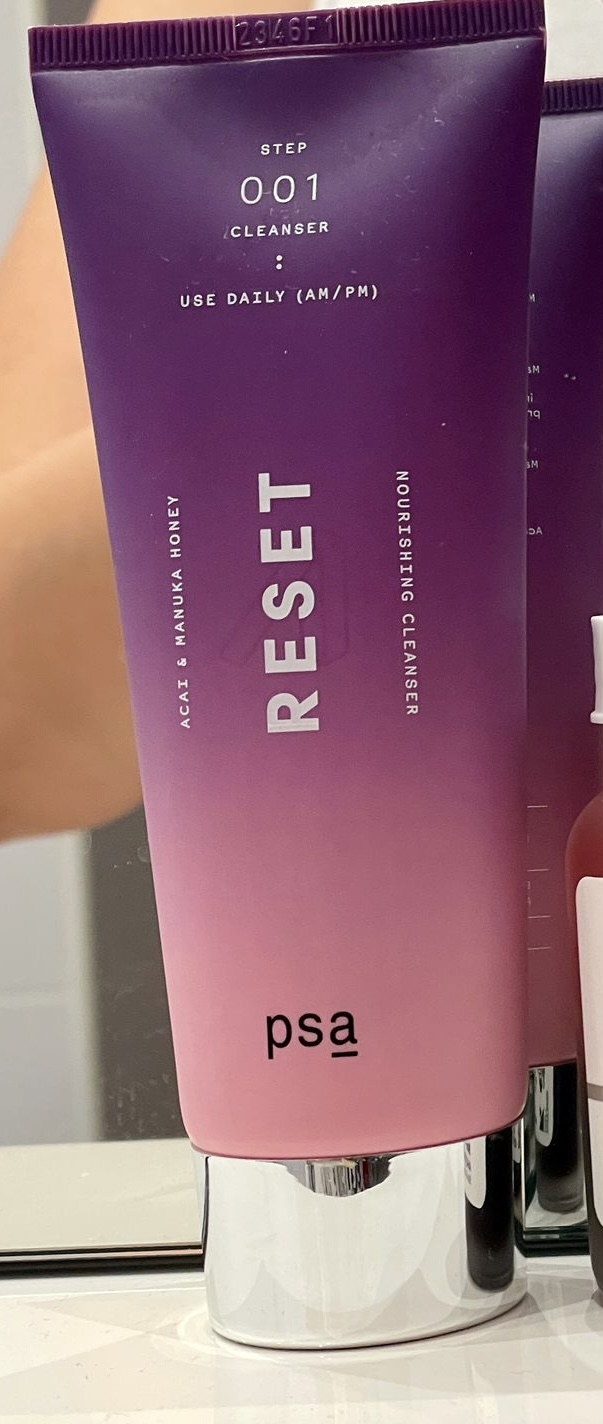 2346F1
STEP
001
CLEANSER
:
USE DAILY (AM/PM)
ACAI & MANUKA HONEY
RESET
NOURISHING CLEANSER
psa